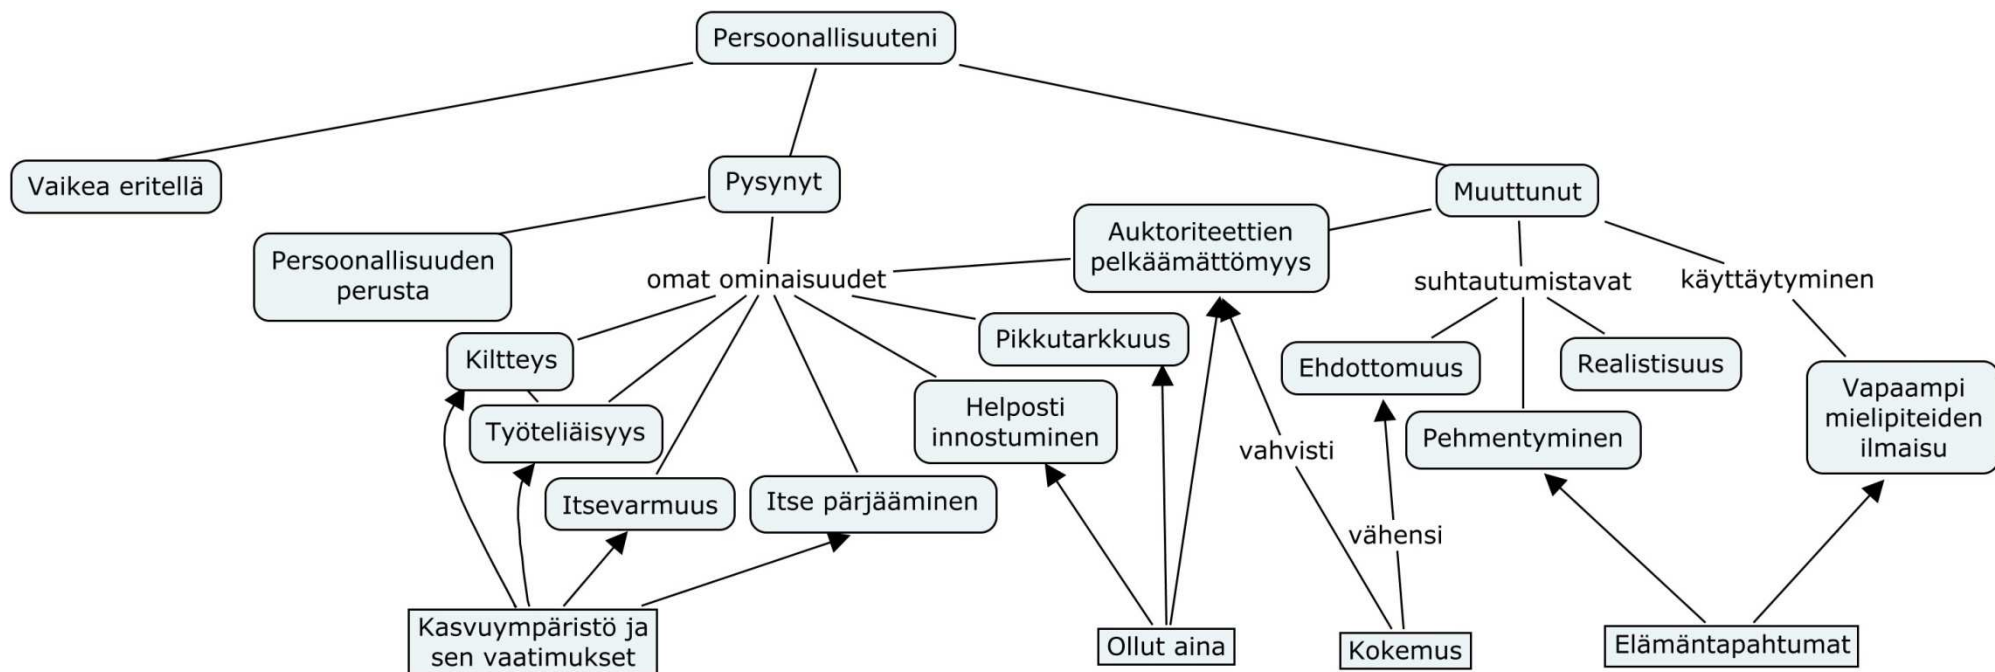 Persoonallisuuteni
Vaikea eritellä
Pysynyt
Muuttunut
Persoonallisuuden
perusta
omat ominaisuudet
Auktoriteettien
pelkäämättömyys
suhtautumistavat
käyttäytyminen
Kiltteys
Työteliäisyys
Itsevarmuus
Itse pärjääminen
Helposti
innostuminen
Pikkutarkkuus
Ehdottomuus
Pehmentyminen
Realistisuus
Vapaampi
mielipiteiden
ilmaisu
vahvisti
vähensi
Kasvuympäristö ja
sen vaatimukset
Ollut aina
Kokemus
Elämäntapahtumat